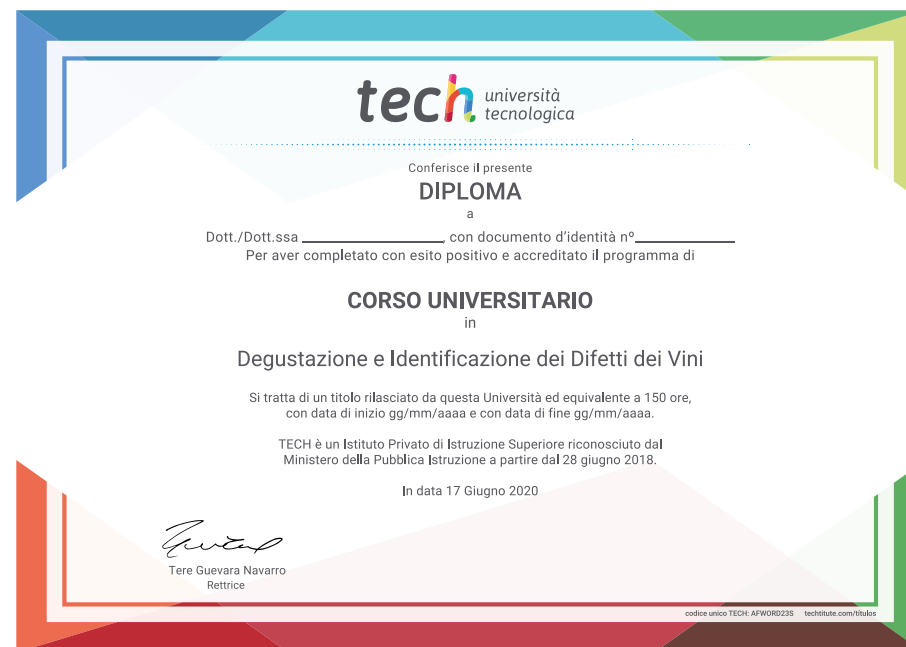 tech università
tecnologica
Conferisce il presente
DIPLOMA
a
Dott./Dott.ssa ____________________, con documento d'identità nº______________
Per aver completato con esito positivo e accreditato il programma di
CORSO UNIVERSITARIO
in
Degustazione e Identificazione dei Difetti dei Vini
Si tratta di un titolo rilasciato da questa Università ed equivalente a 150 ore,
con data di inizio gg/mm/aaaa e con data di fine gg/mm/aaaa.
TECH è un Istituto Privato di Istruzione Superiore riconosciuto dal
Ministero della Pubblica Istruzione a partire dal 28 giugno 2018.
In data 17 Giugno 2020
Tere Guevara Navarro
Rettrice
codice unico TECH: AFWORD23S techtitute.com/titulos